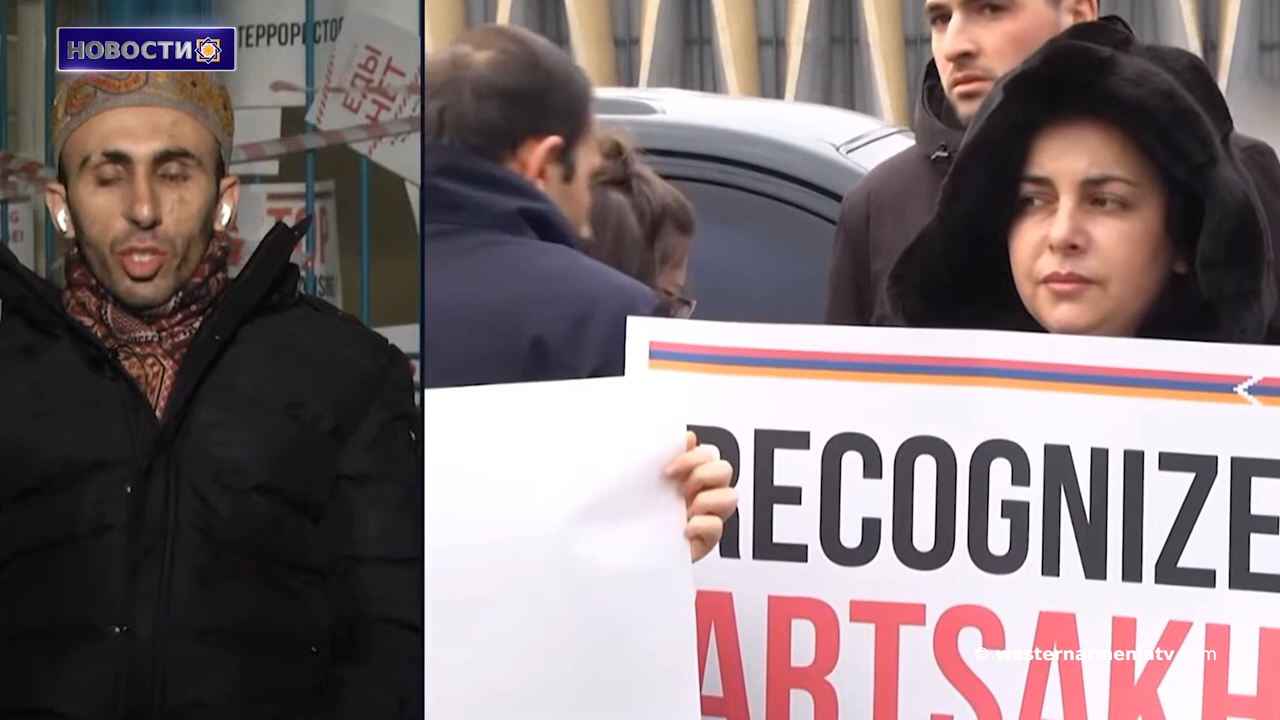 НОВОСТИ
ТЕРРОРИСТОВ
ЕДЫ
НЕТ
RECOGNIZE
ARTSAKH
© westernarmeniatv.com